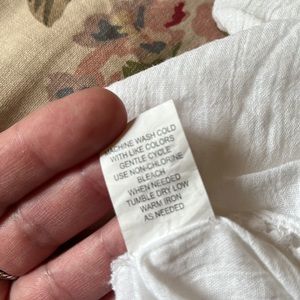 MACHINE WASH COLD
WITH LIKE COLORS
GENTLE CYCLE
USE NON-CHLORINE
BLEACH
WHEN NEEDED
TUMBLE DRY LOW
WARM IRON
AS NEEDED